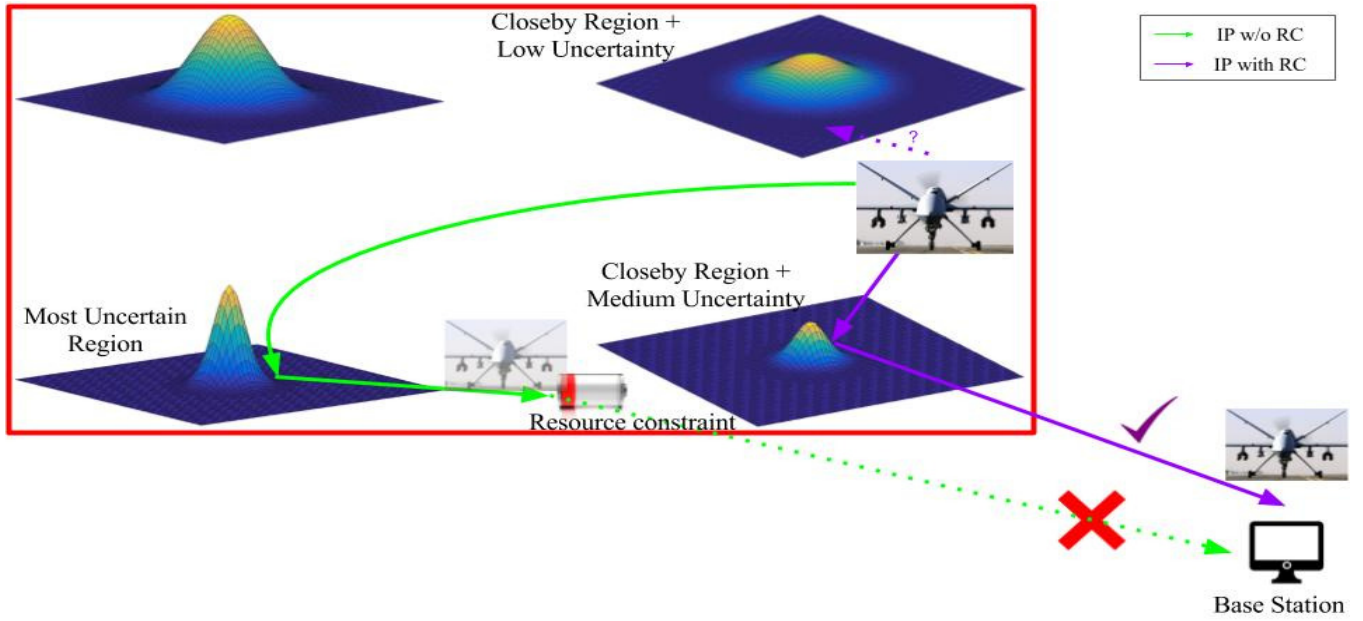 Closeby Region +
Low Uncertainty
IP w/o RC
IP with RC
?
Closeby Region +
Medium Uncertainty
Most Uncertain
Region
Resource constraint
Base Station